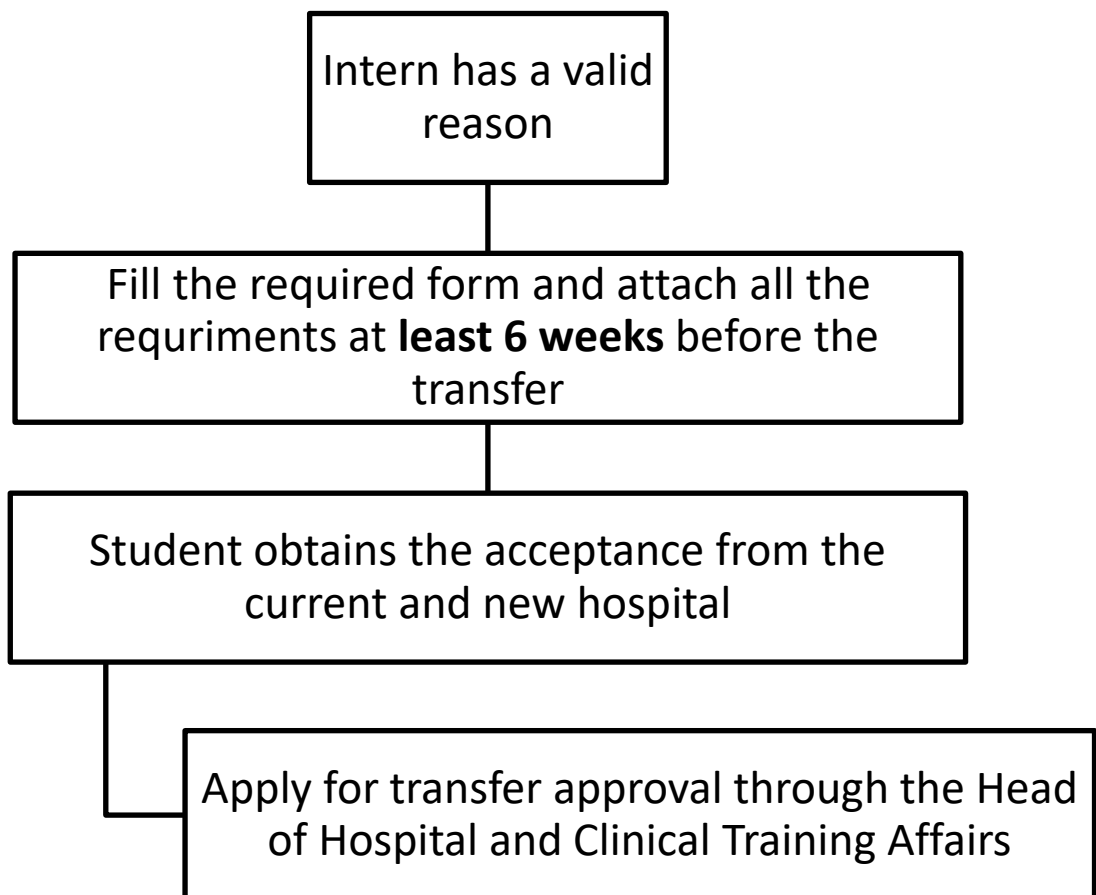 Intern has a valid
reason
Fill the required form and attach all the
requriments at least 6 weeks before the
transfer
Student obtains the acceptance from the
current and new hospital
Apply for transfer approval through the Head
of Hospital and Clinical Training Affairs